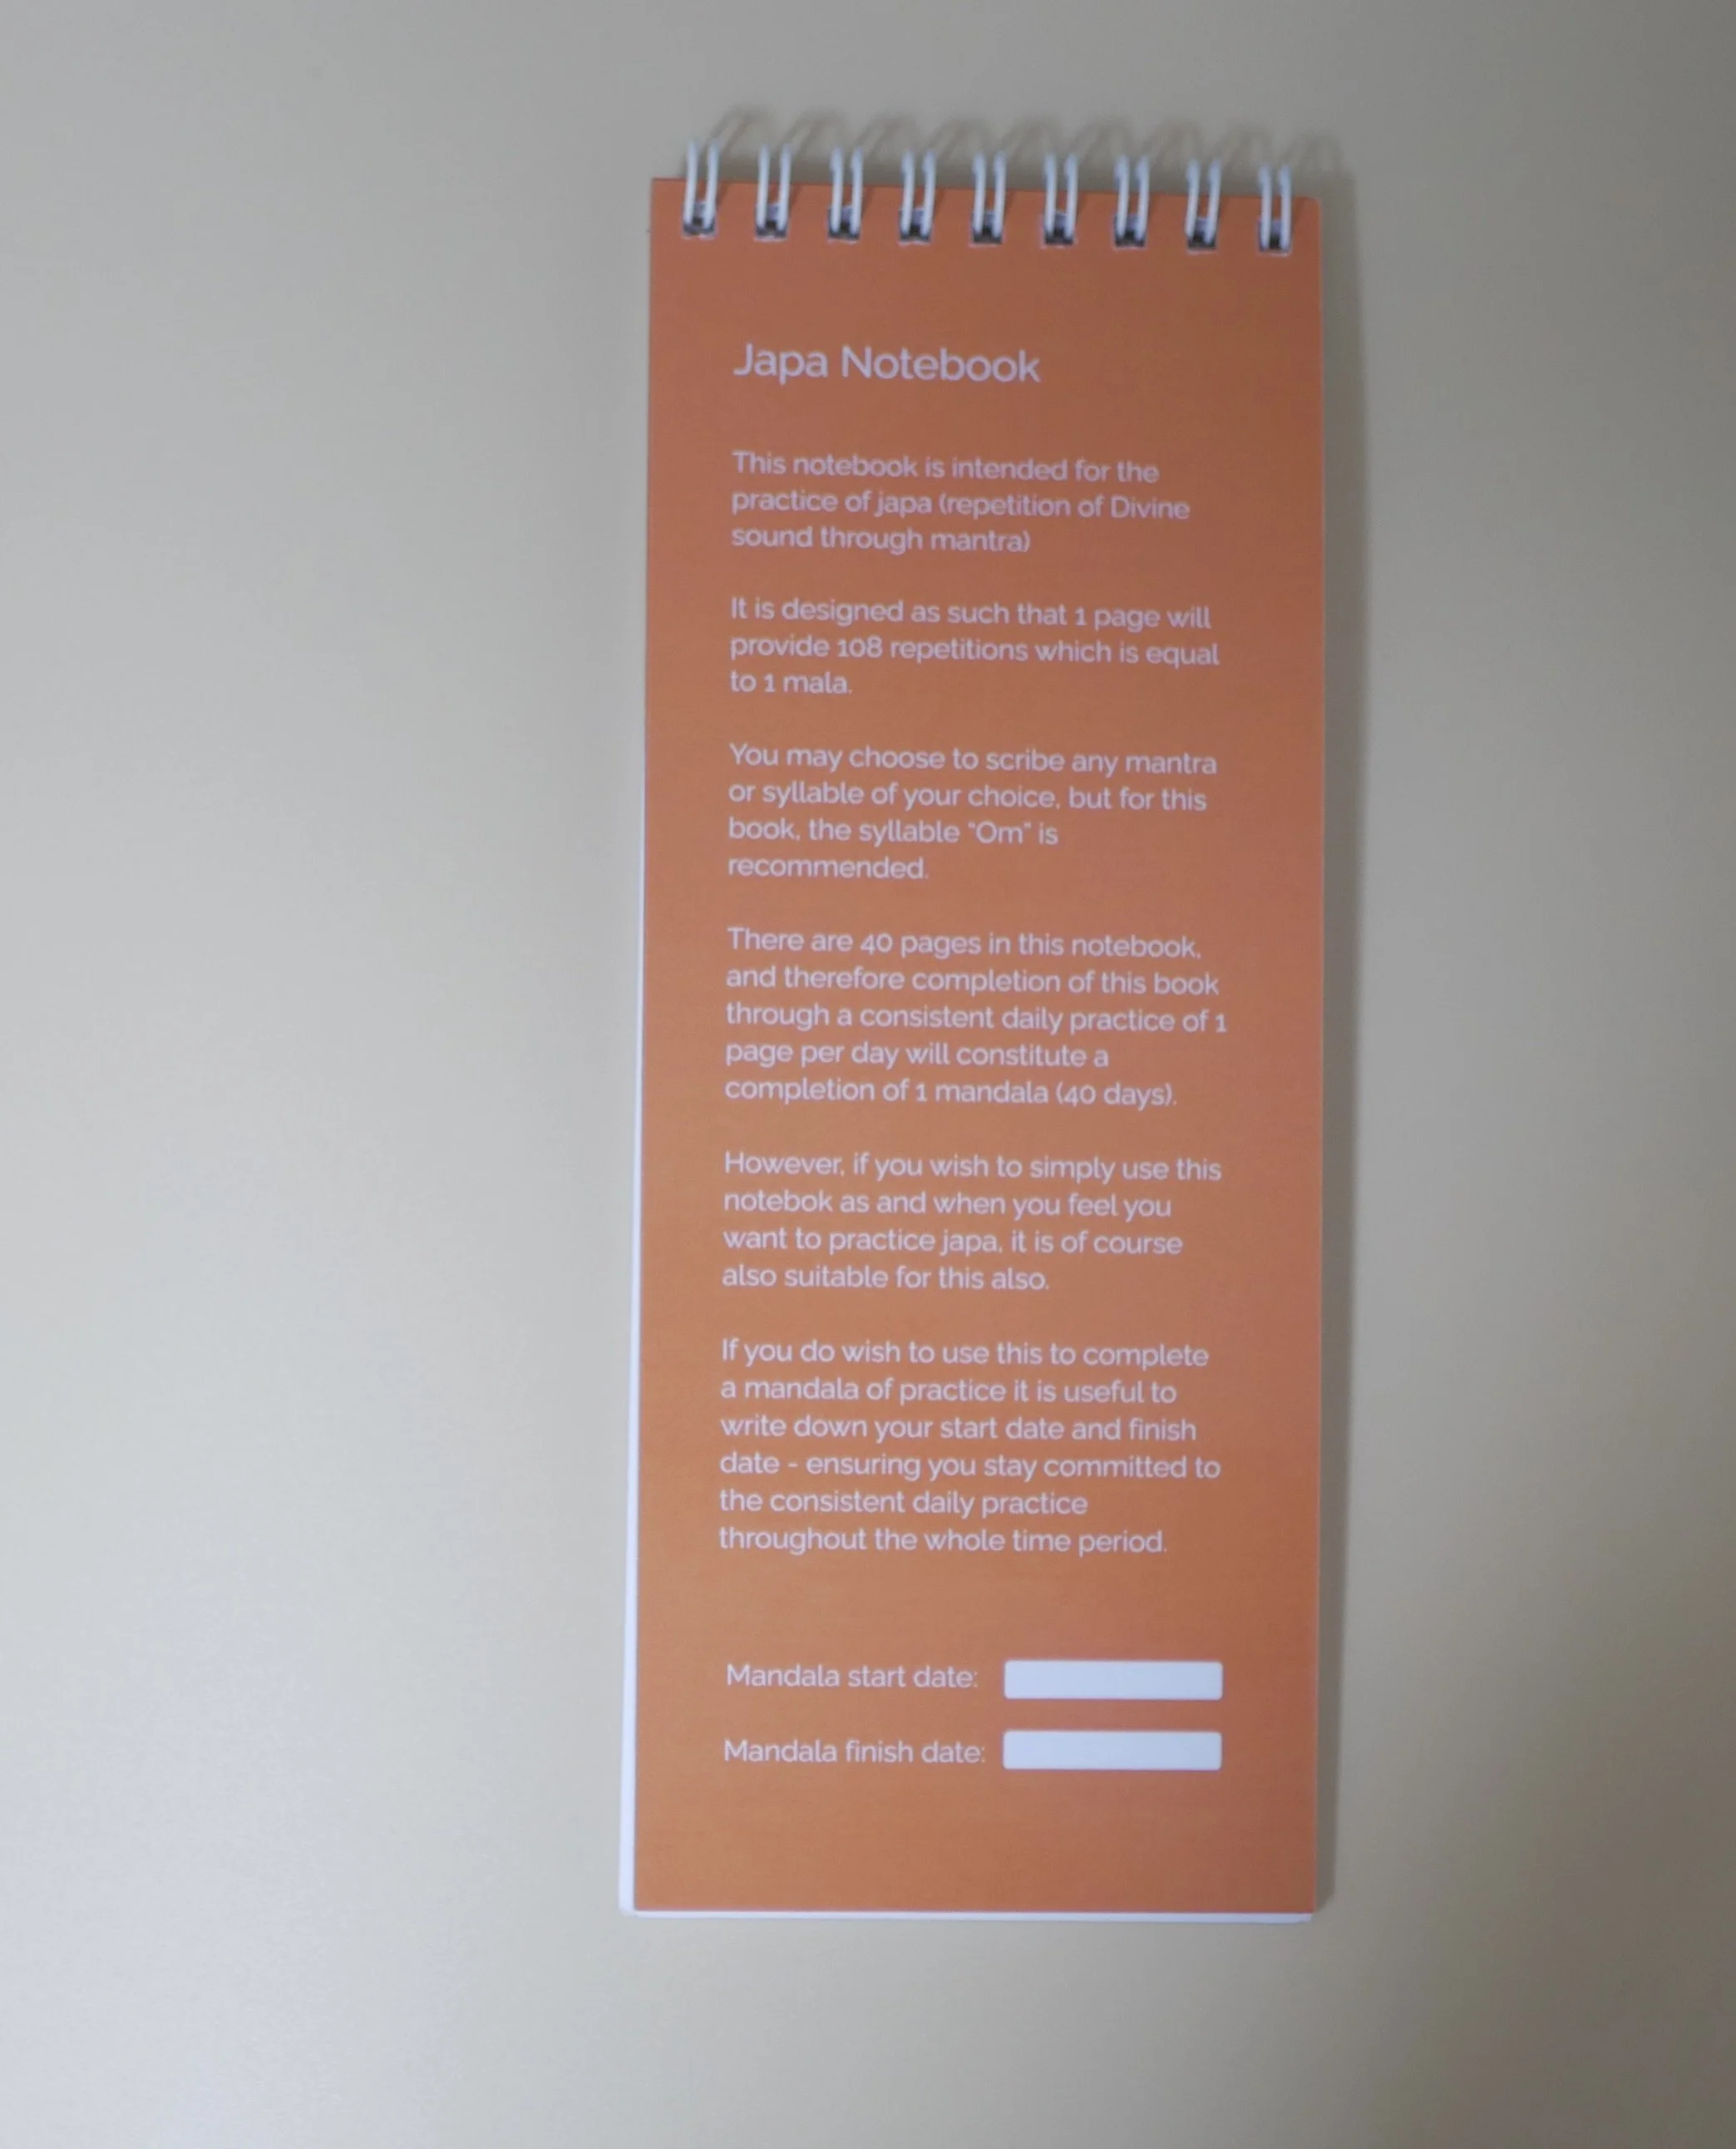 Japa Notebook
This notebook is intended for the
practice of japa (repetition of Divine
sound through mantra)
It is designed as such that 1 page will
provide 108 repetitions which is equal
to 1 mala.
You may choose to scribe any mantra
or syllable of your choice, but for this
book, the syllable "Om" is
recommended.
There are 40 pages in this notebook,
and therefore completion of this book
through a consistent daily practice of 1
page per day will constitute a
completion of 1 mandala (40 days).
However, if you wish to simply use this
notebok as and when you feel you
want to practice japa, it is of course
also suitable for this also.
If you do wish to use this to complete
a mandala of practice it is useful to
write down your start date and finish
date - ensuring you stay committed to
the consistent daily practice
throughout the whole time period.
Mandala start date:
Mandala finish date: